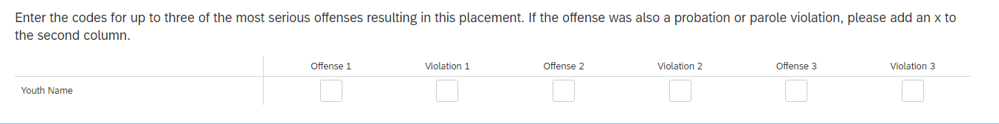 Enter the codes for up to three of the most serious offenses resulting in this placement. If the offense was also a probation or parole violation, please add an x to
the second column.
Offense 1 Violation 1 Offense 2 Violation 2 Offense 3 Violation 3
Youth Name